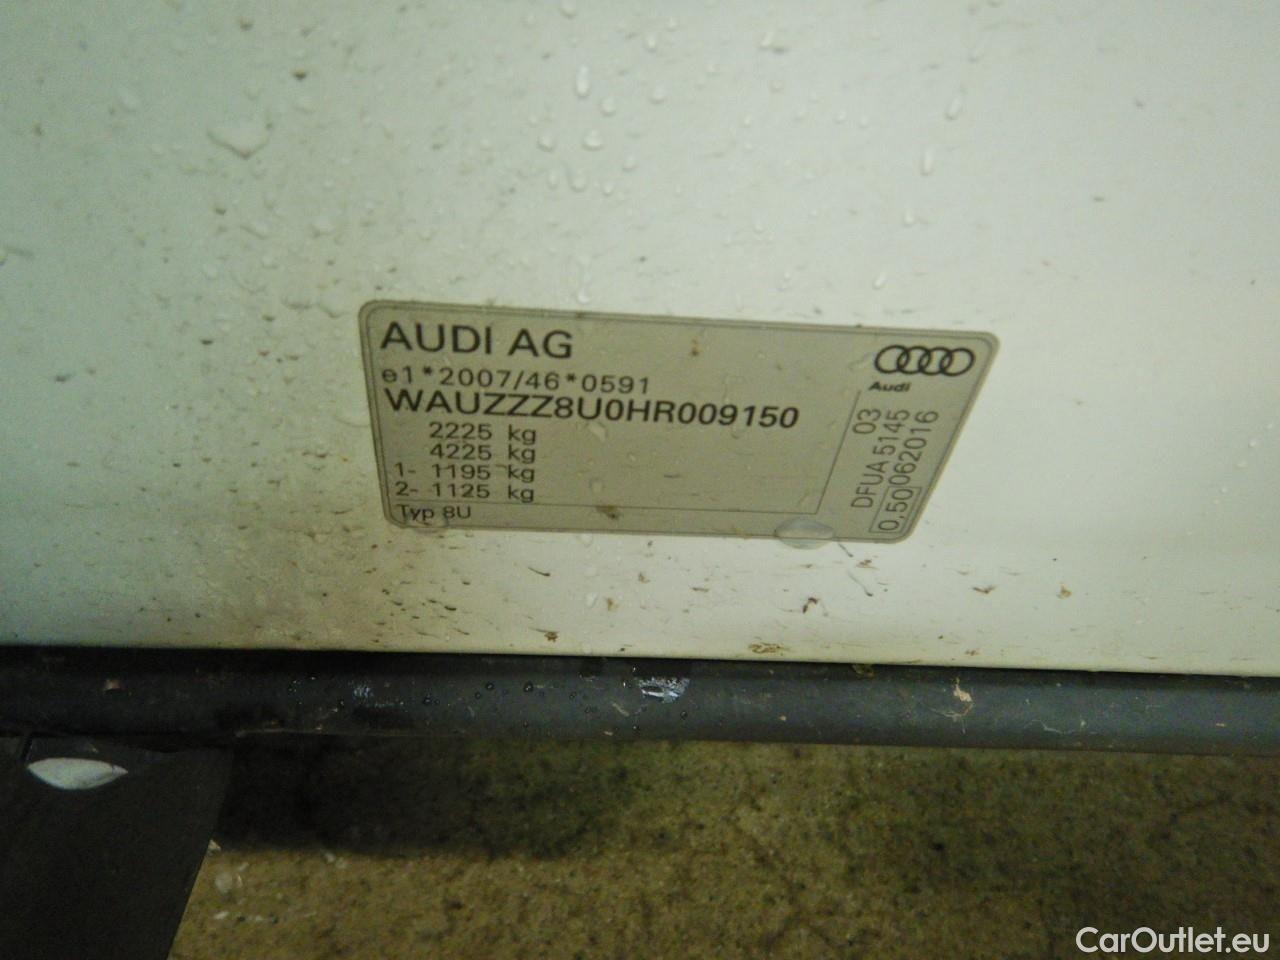 AUDI AG
Audi
e1*2007/46*0591
WAUZZZ8U0HR009150
2225 kg
4225 kg
1- 1195 kg
2- 1125 kg
Typ 8U
03
DFUA 5145
0,50 062016
CarOutlet.eu